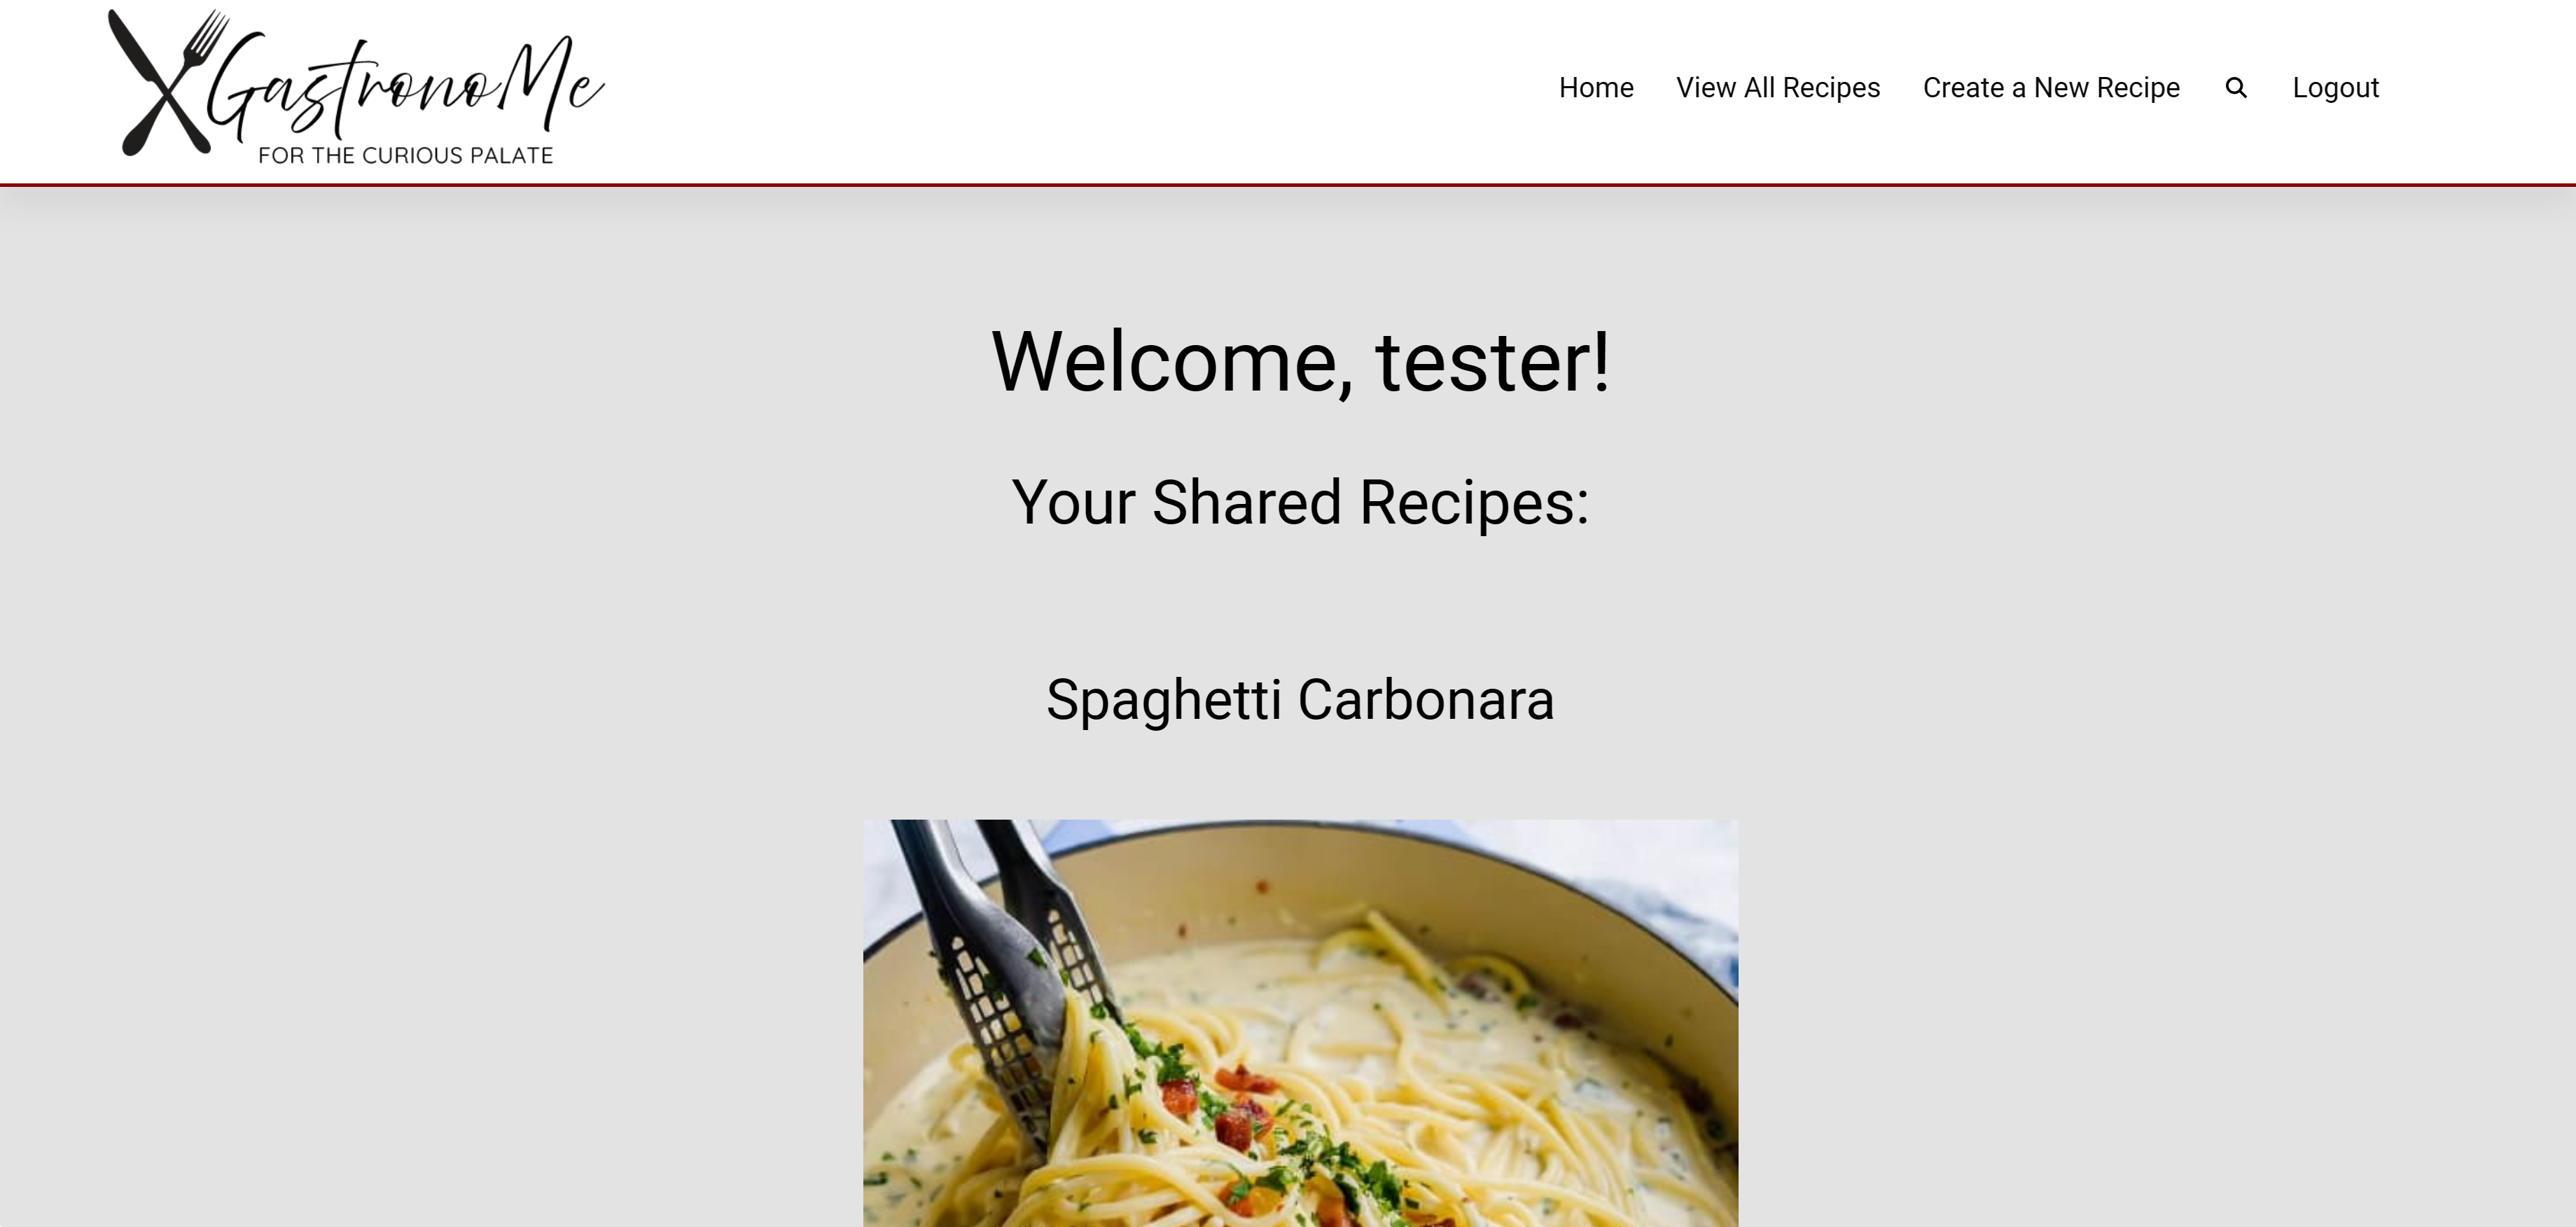 GastronoMe
FOR THE CURIOUS PALATE
Home View All Recipes Create a New Recipe Logout
Welcome, tester!
Your Shared Recipes:
Spaghetti Carbonara